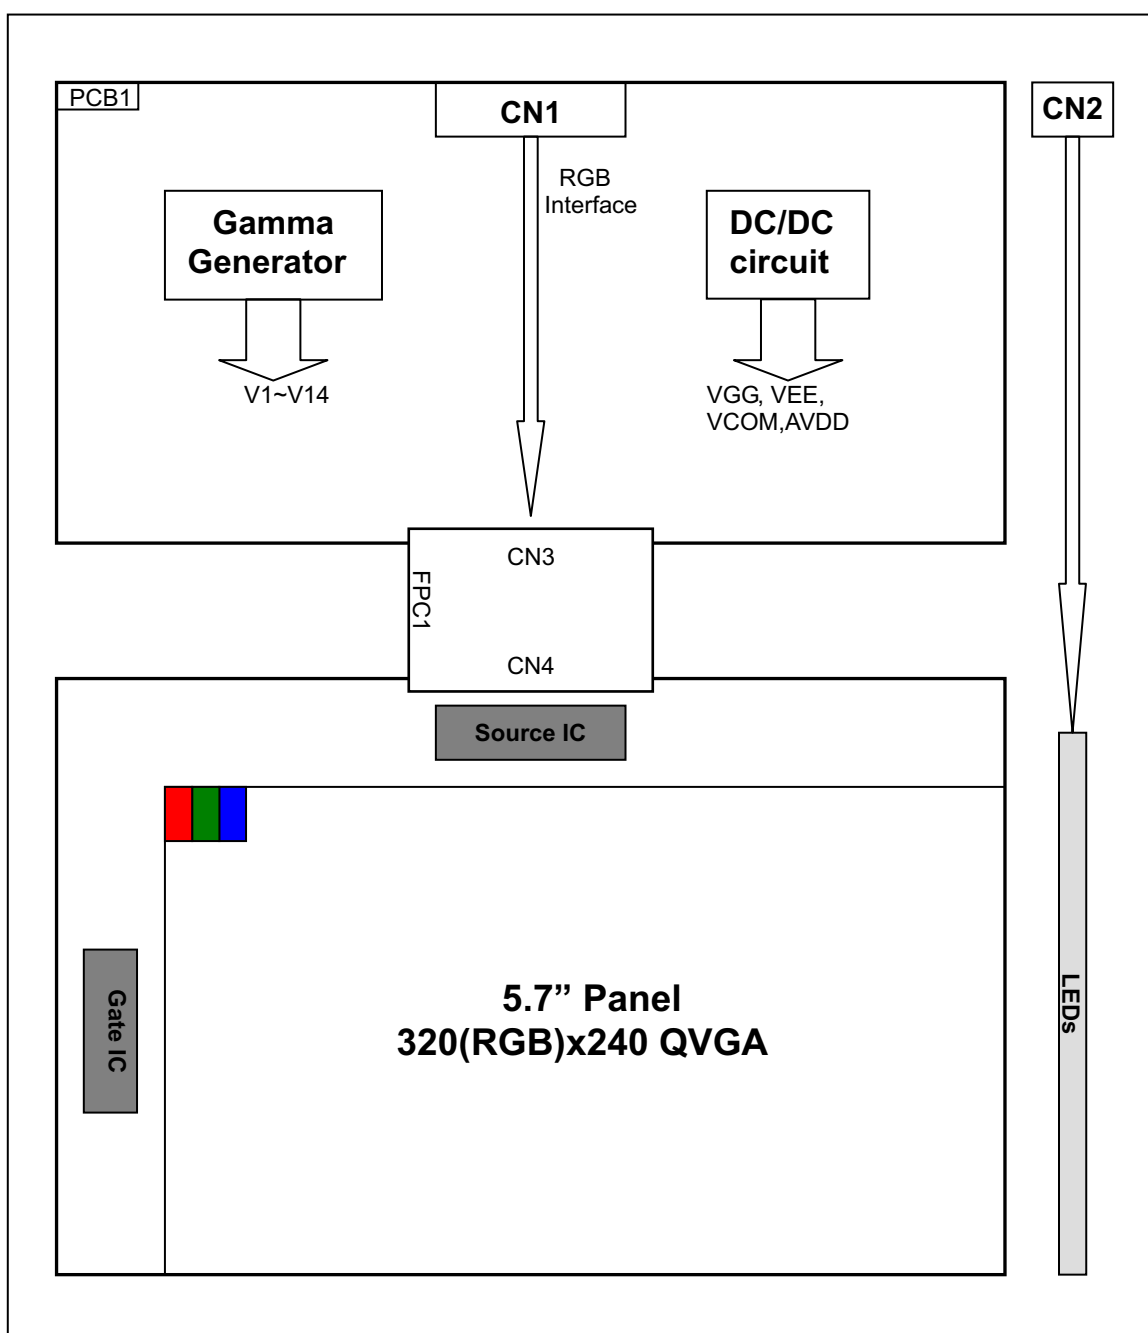 PCB1
CN1
CN2
RGB
Interface
Gamma
Generator
DC/DC
circuit
V1~V14
VGG, VEE,
VCOM,AVDD
CN3
FPC1
CN4
Source IC
Gate IC
5.7” Panel
320(RGB)x240 QVGA
LEDs